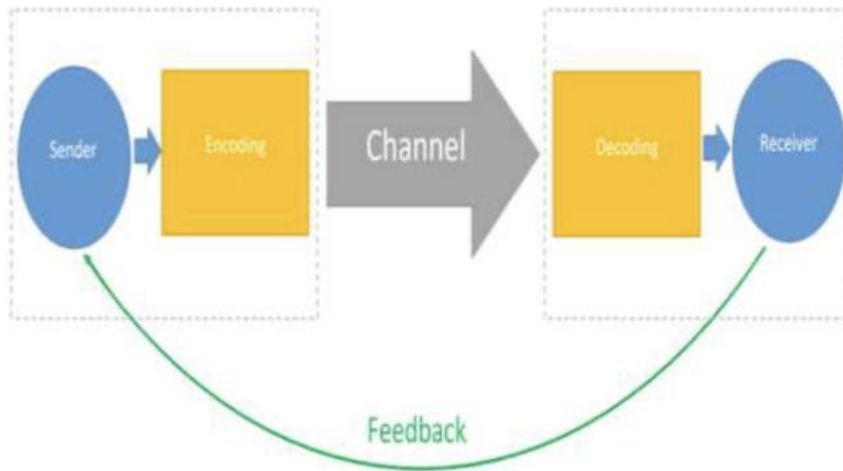 Sender
Encoding
Channel
Decoding
Receiver
Feedback